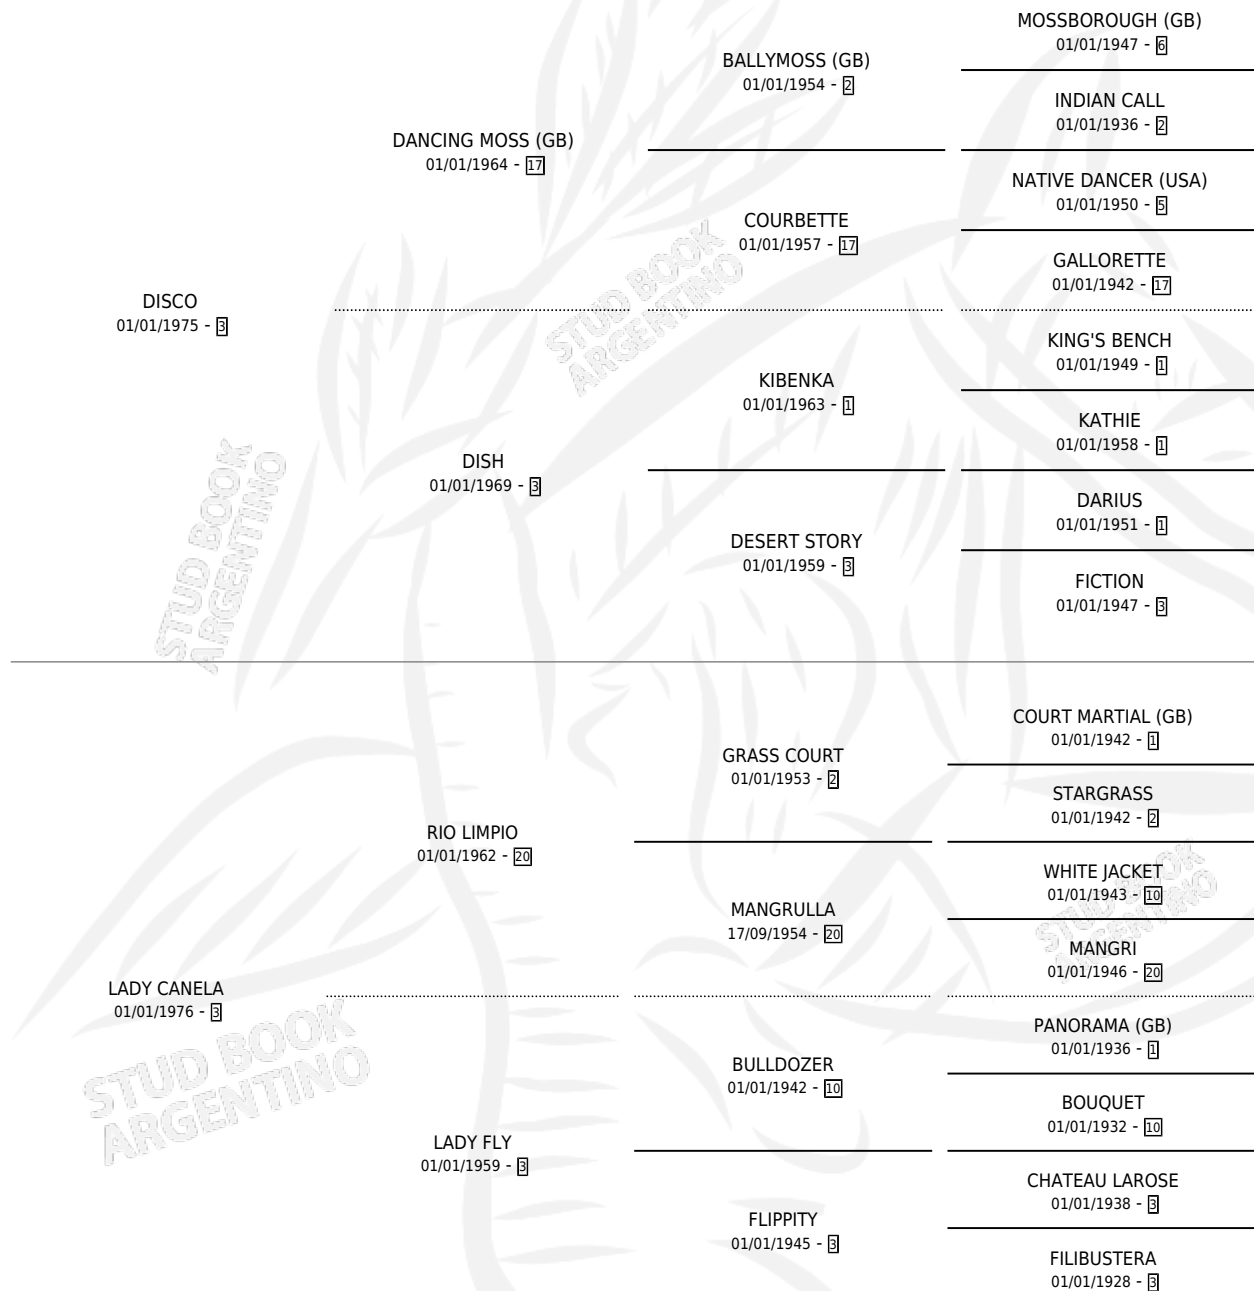 MOSSBOROUGH (GB)
01/01/1947 - 6
BALLYMOSS (GB)
01/01/1954 - 2
INDIAN CALL
01/01/1936 - 2
DANCING MOSS (GB)
01/01/1964 - 17
NATIVE DANCER (USA)
01/01/1950 - 5
COURBETTE
01/01/1957 - 17
GALLORETTE
01/01/1942 - 17
DISCO
01/01/1975 - 3
KING'S BENCH
01/01/1949 - 1
KIBENKA
01/01/1963 - 1
KATHIE
01/01/1958 - 1
DISH
01/01/1969 - 3
DARIUS
01/01/1951 - 1
DESERT STORY
01/01/1959 - 3
FICTION
01/01/1947 - 3
COURT MARTIAL (GB)
01/01/1942 - 1
GRASS COURT
01/01/1953 - 2
STARGRASS
01/01/1942 - 2
RIO LIMPIO
01/01/1962 - 20
WHITE JACKET
01/01/1943 - 10
MANGRULLA
17/09/1954 - 20
MANGRI
01/01/1946 - 20
LADY CANELA
01/01/1976 - 3
PANORAMA (GB)
01/01/1936 - 1
BULLDOZER
01/01/1942 - 10
BOUQUET
01/01/1932 - 10
LADY FLY
01/01/1959 - 3
CHATEAU LAROSE
01/01/1938 - 3
FLIPPITY
01/01/1945 - 3
FILIBUSTERA
01/01/1928 - 3
STUD BOOK
ARGENTINO
STUD BOOK
ARGENTINO
STUD BOOK
ARGENTINO
STUD BOOK
ARGENTINO